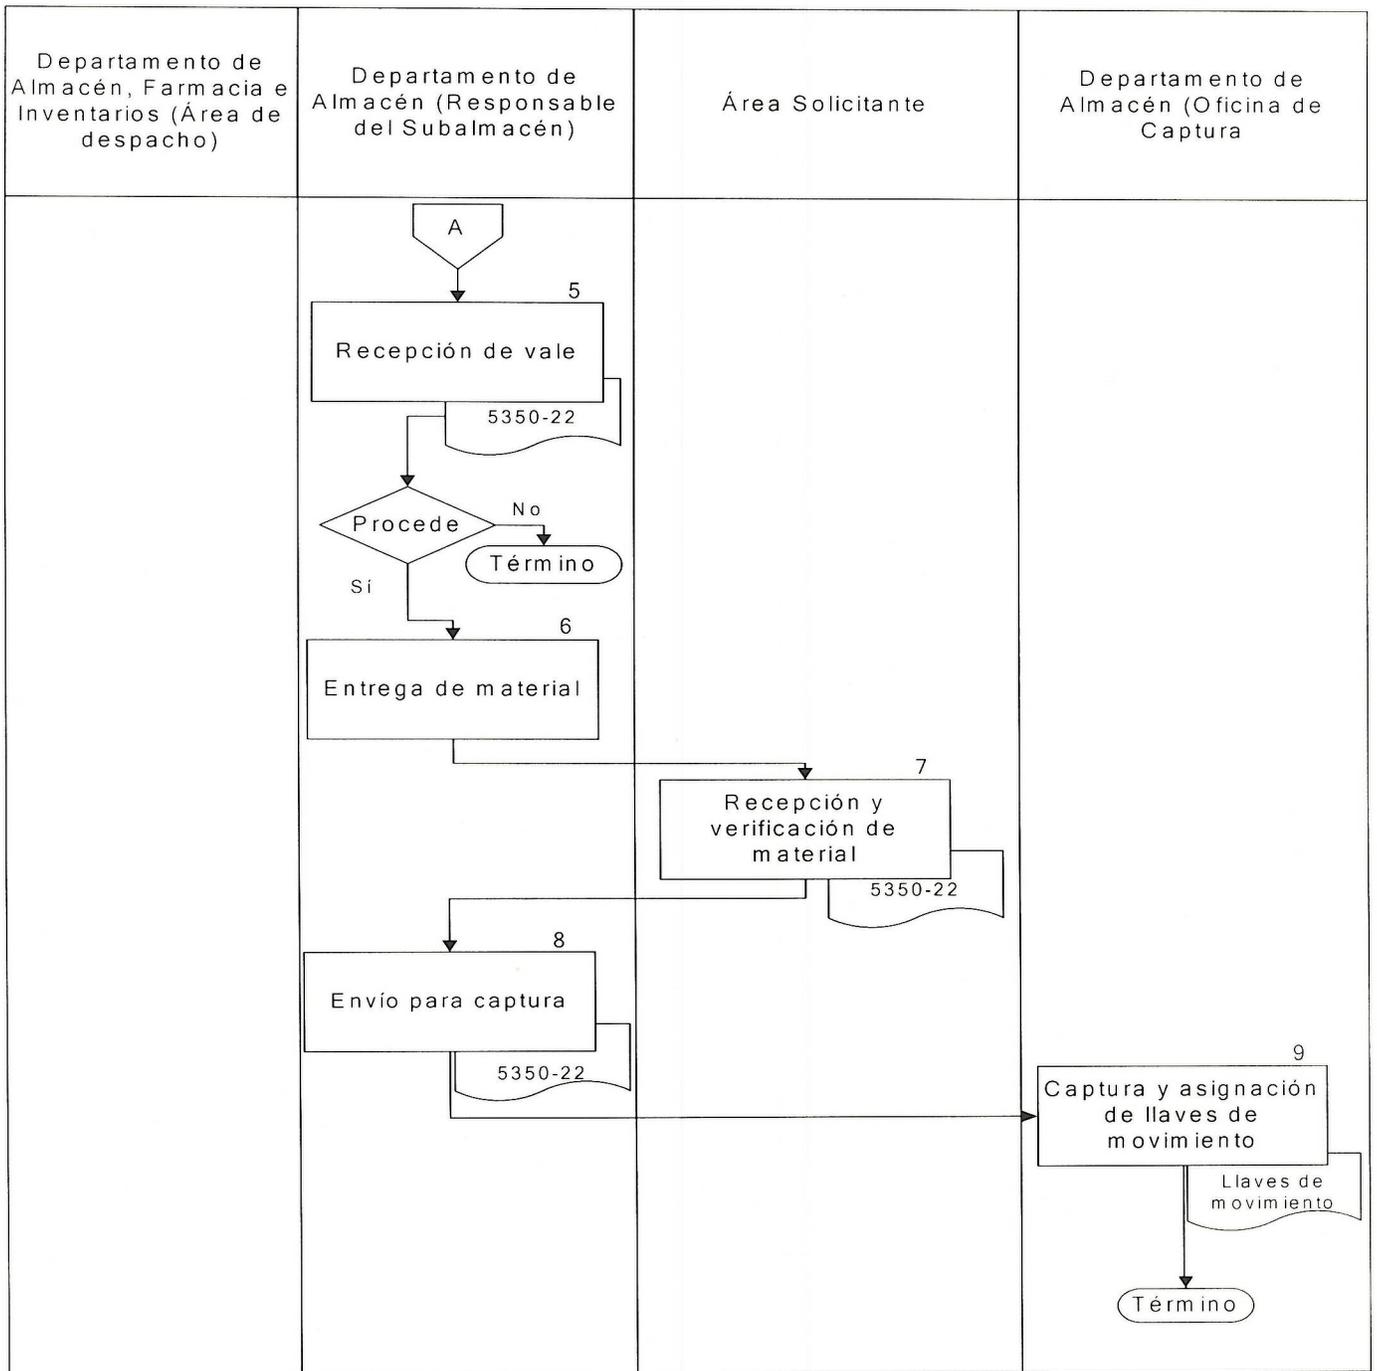 Departamento de
Almacén, Farmacia e
Inventarios (Área de
despacho)
Departamento de
Almacén (Responsable
del Subalmacén)
Área Solicitante
Departamento de
Almacén (Oficina de
Captura
A
5
Recepción de vale
5350-22
Procede
No
Término
Sí
6
Entrega de material
7
Recepción y
verificación de
material
5350-22
8
Envío para captura
5350-22
9
Captura y asignación
de llaves de
movimiento
Llaves de
movimiento
Término